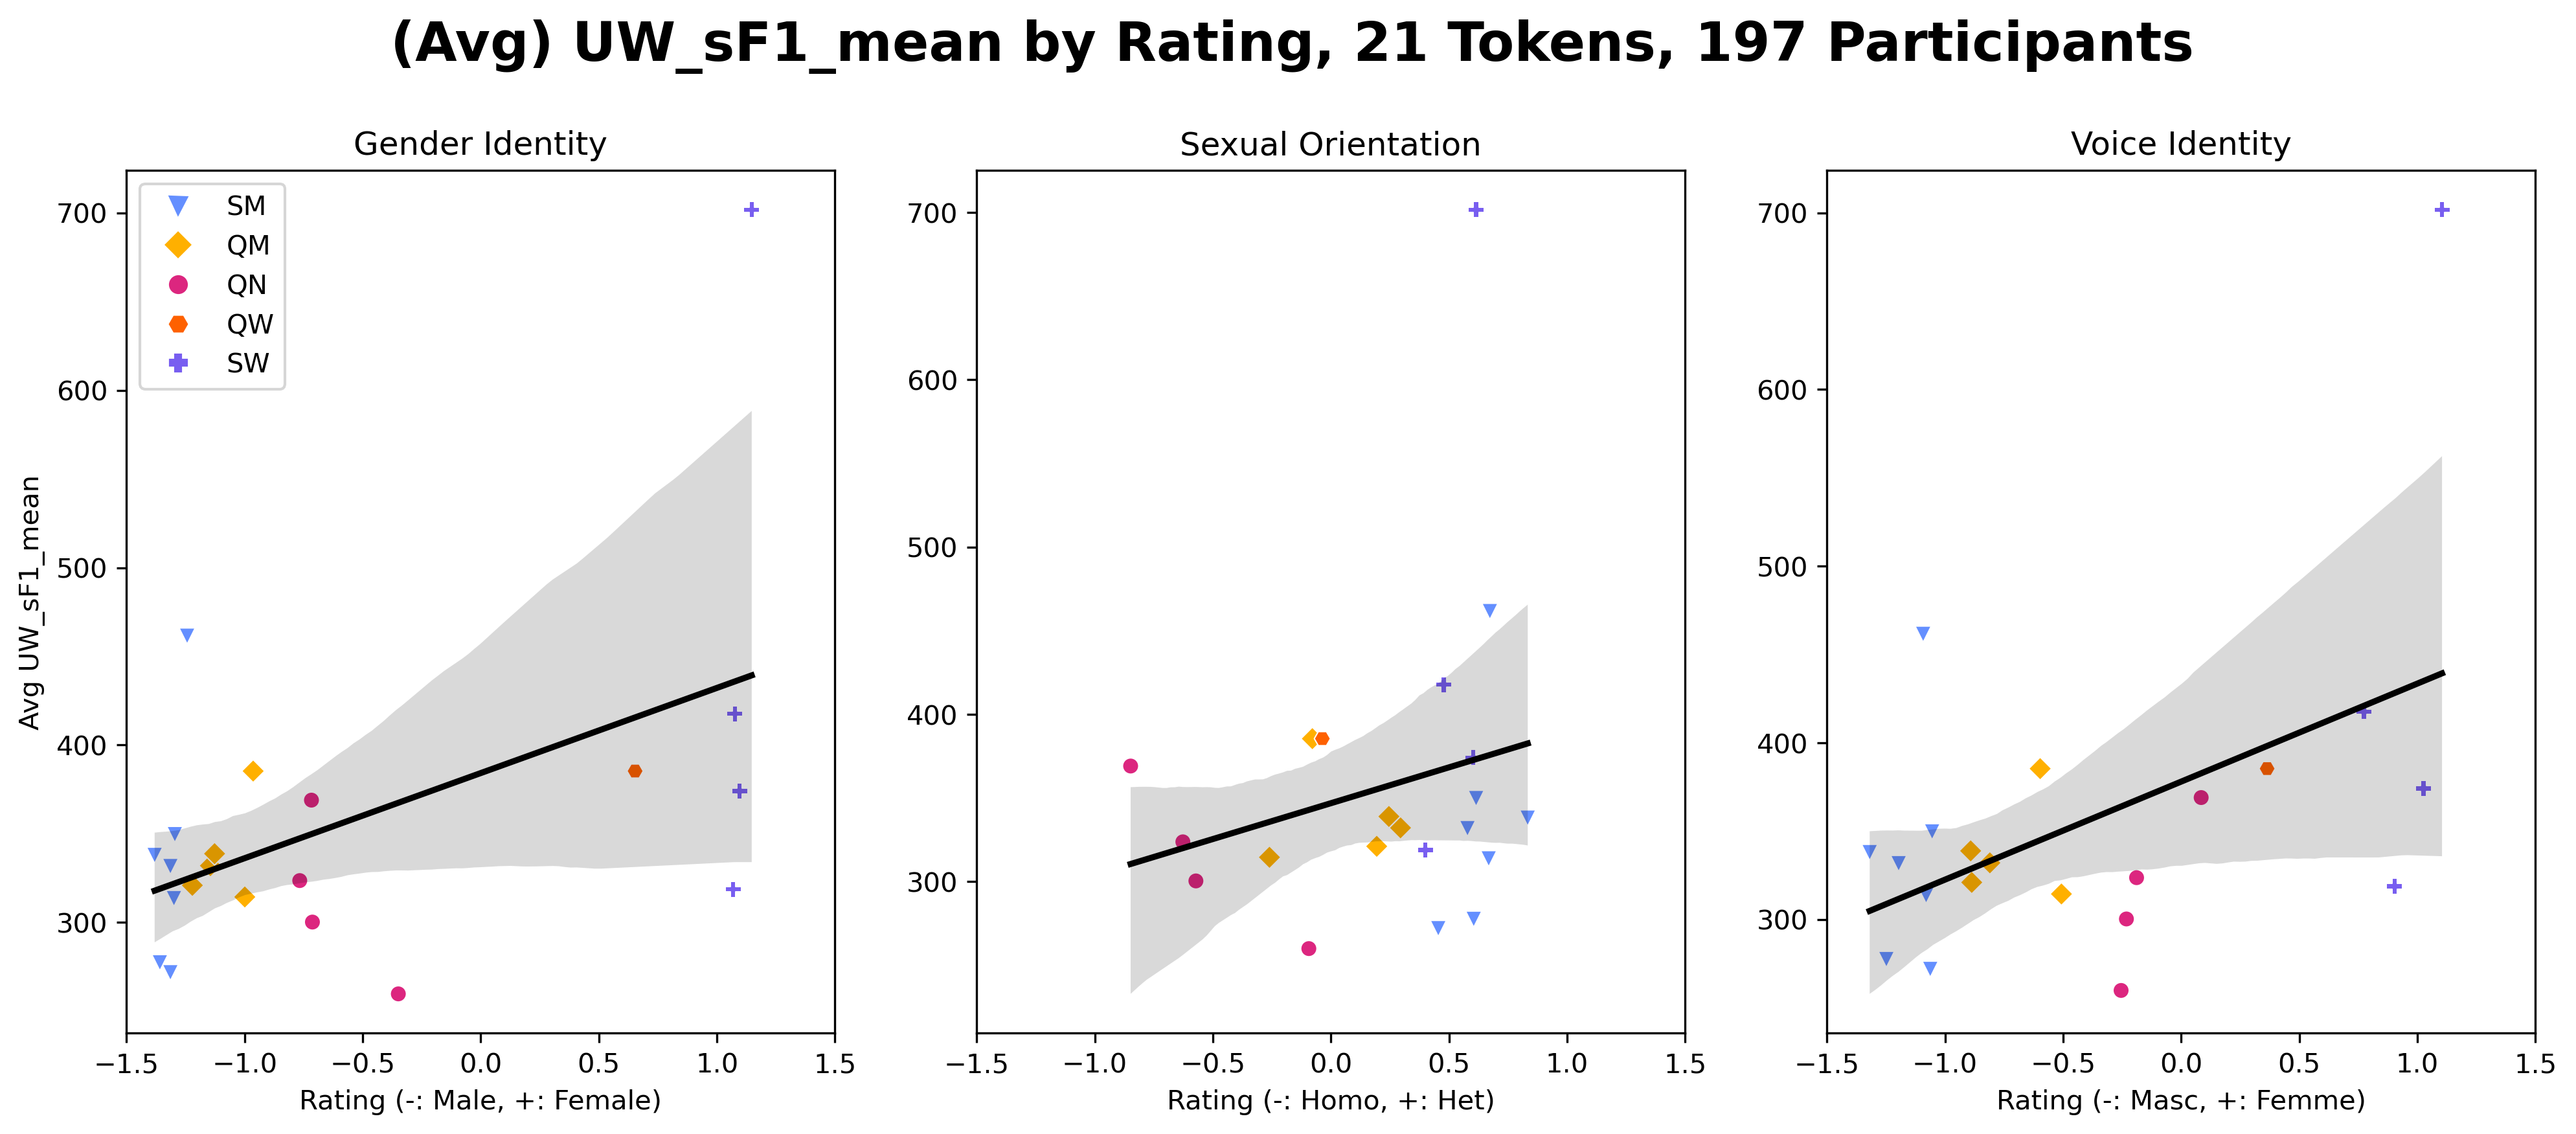 (Avg) UW_sF1_mean by Rating, 21 Tokens, 197 Participants
Gender Identity
SM
QM
QN
QW
SW
700
600
500
400
300
Avg UW_sF1_mean
−1.5 −1.0 −0.5 0.0 0.5 1.0 1.5
Rating (-: Male, +: Female)
Sexual Orientation
700
600
500
400
300
−1.5 −1.0 −0.5 0.0 0.5 1.0 1.5
Rating (-: Homo, +: Het)
Voice Identity
700
600
500
400
300
−1.5 −1.0 −0.5 0.0 0.5 1.0 1.5
Rating (-: Masc, +: Femme)